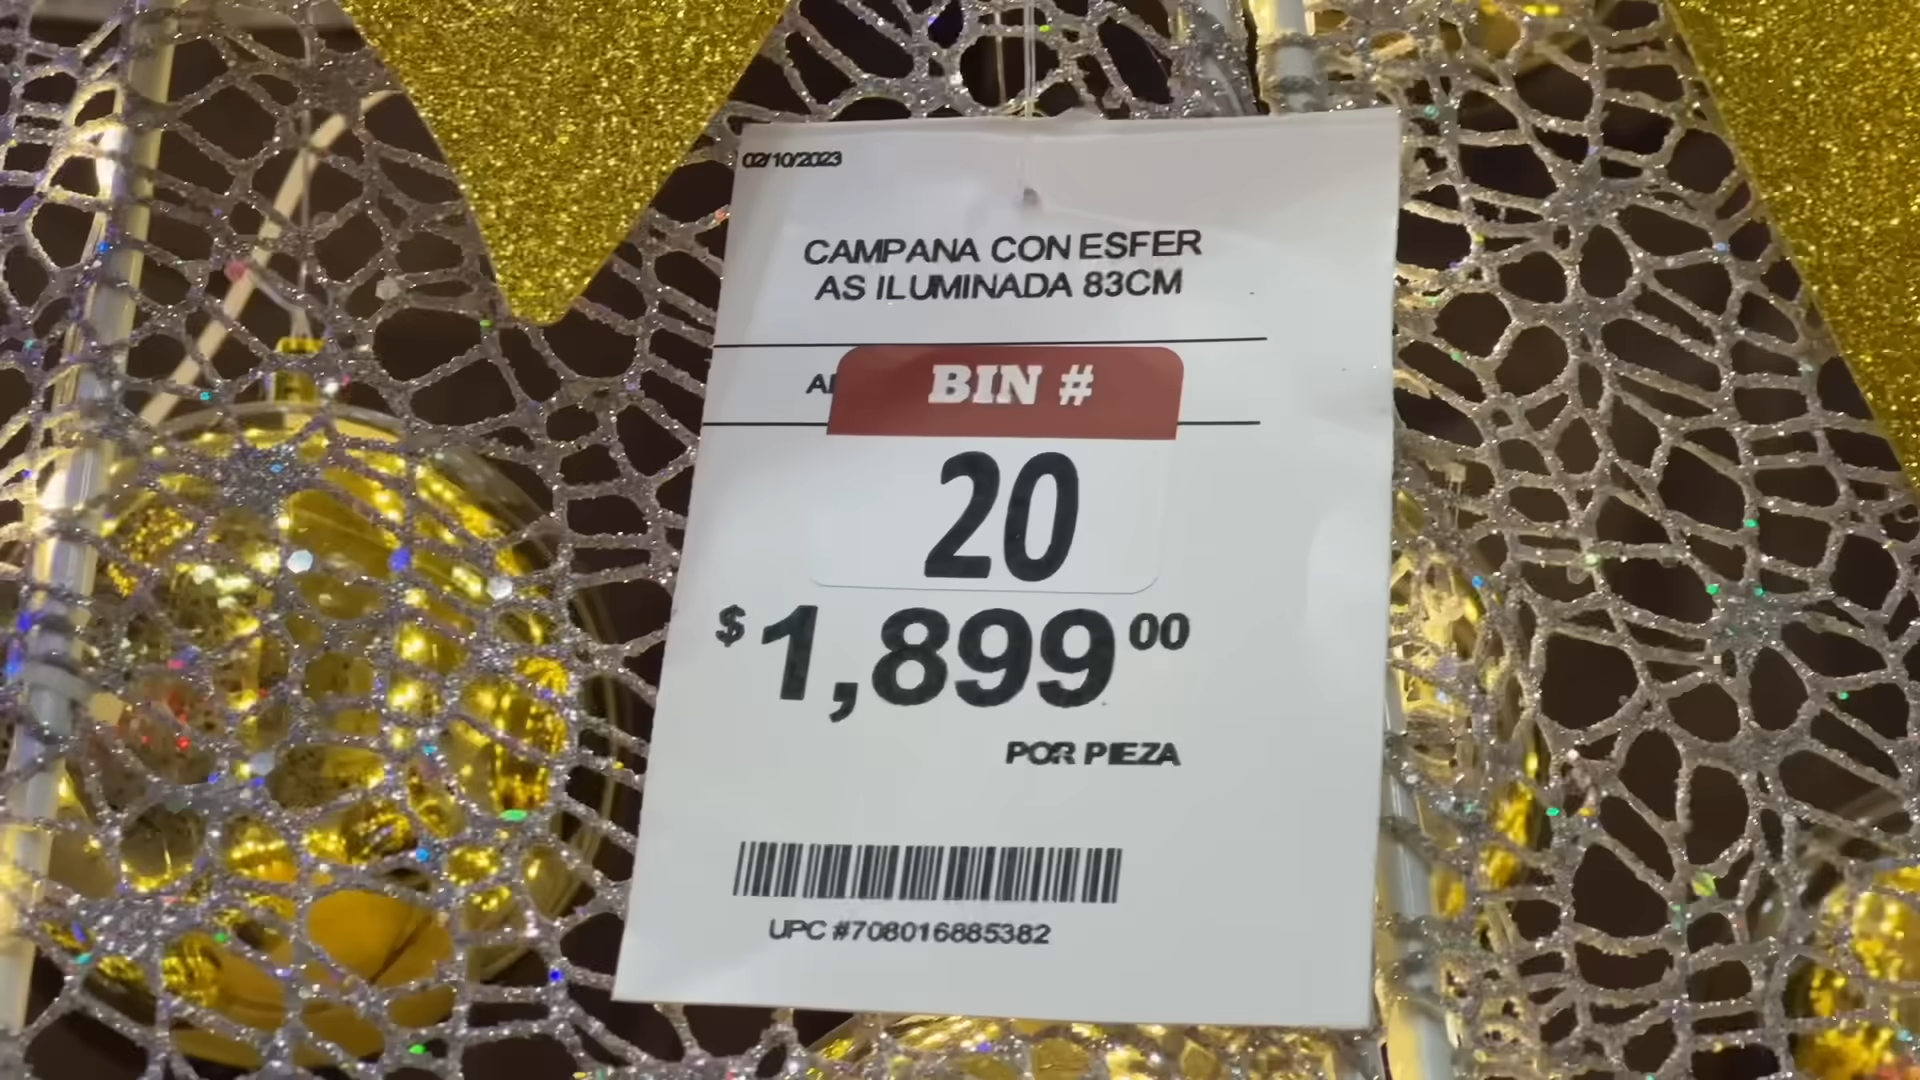 02/10/2023
CAMPANA CON ESFER
AS ILUMINADA 83CM
BIN #
20
$1,899.00
POR PIEZA
UPC #708016885382